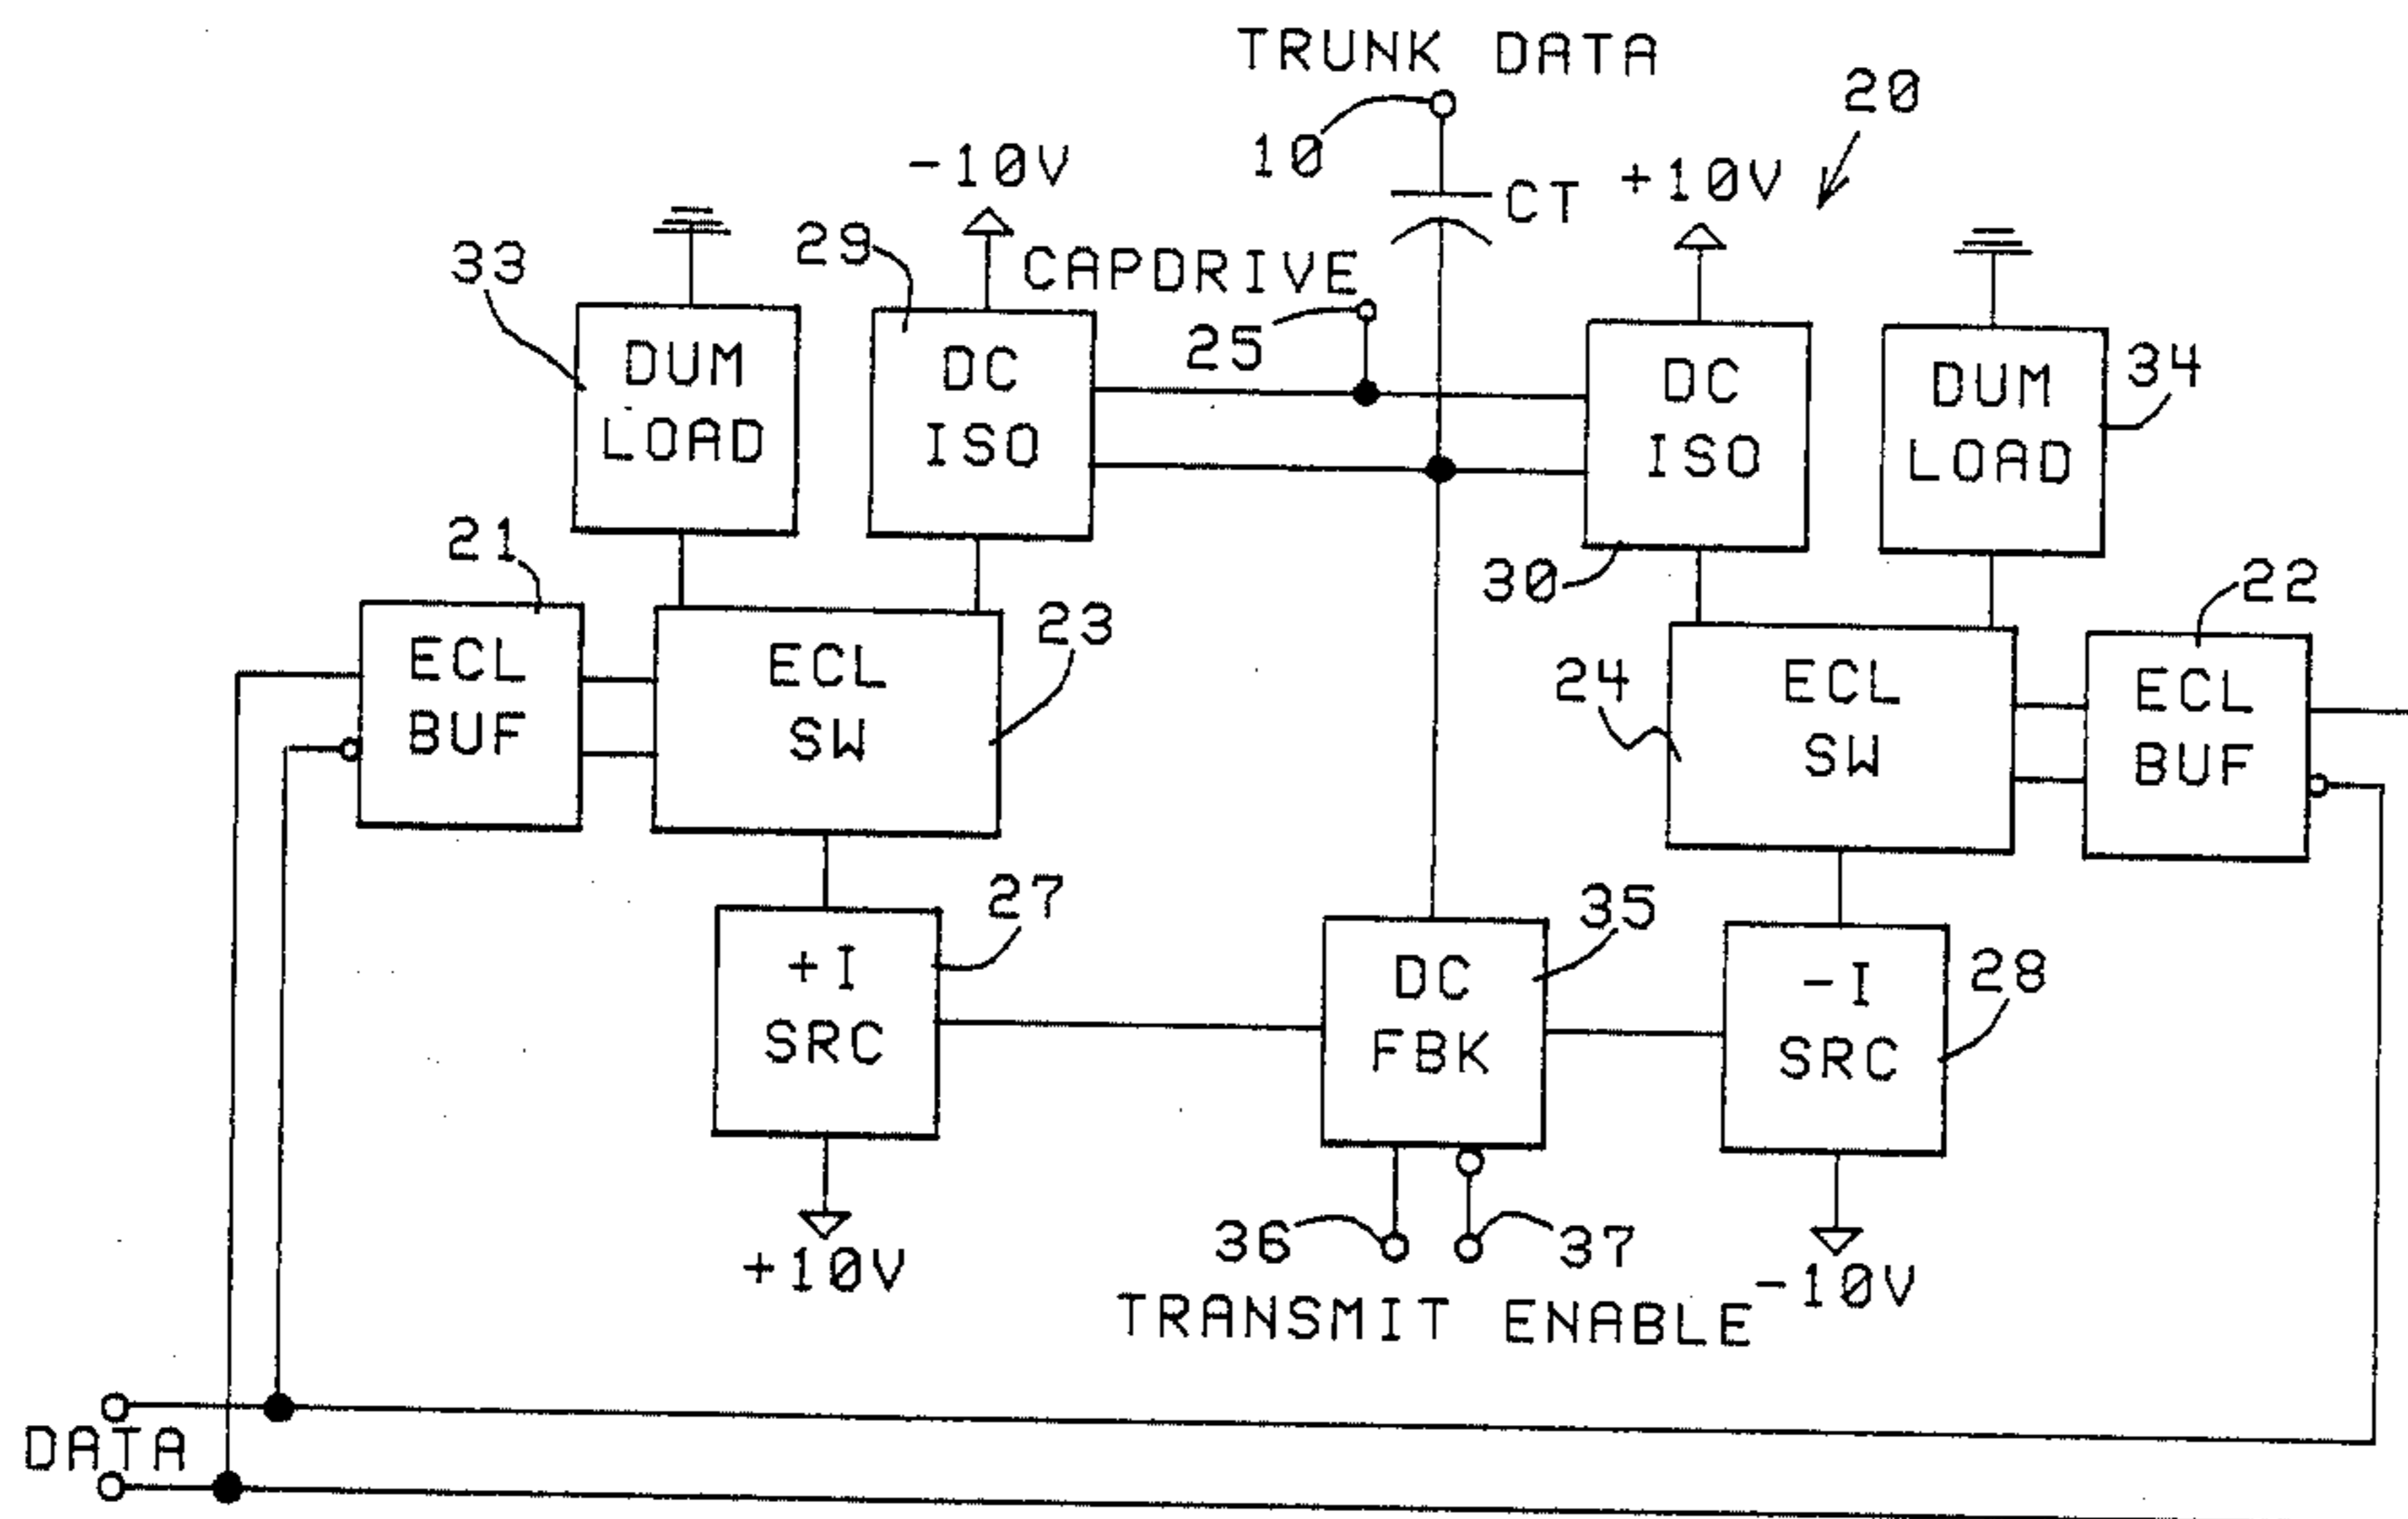 TRUNK DATA
20
10
-10V
CT
+10V
33
29
CAPDRIVE
25
DUM
LOAD
DC
ISO
DC
ISO
DUM
LOAD
34
21
30
22
ECL
BUF
ECL
SW
23
24
ECL
SW
ECL
BUF
27
35
+I
SRC
DC
FBK
-I
SRC
28
36
37
+10V
-10V
TRANSMIT ENABLE
DATA